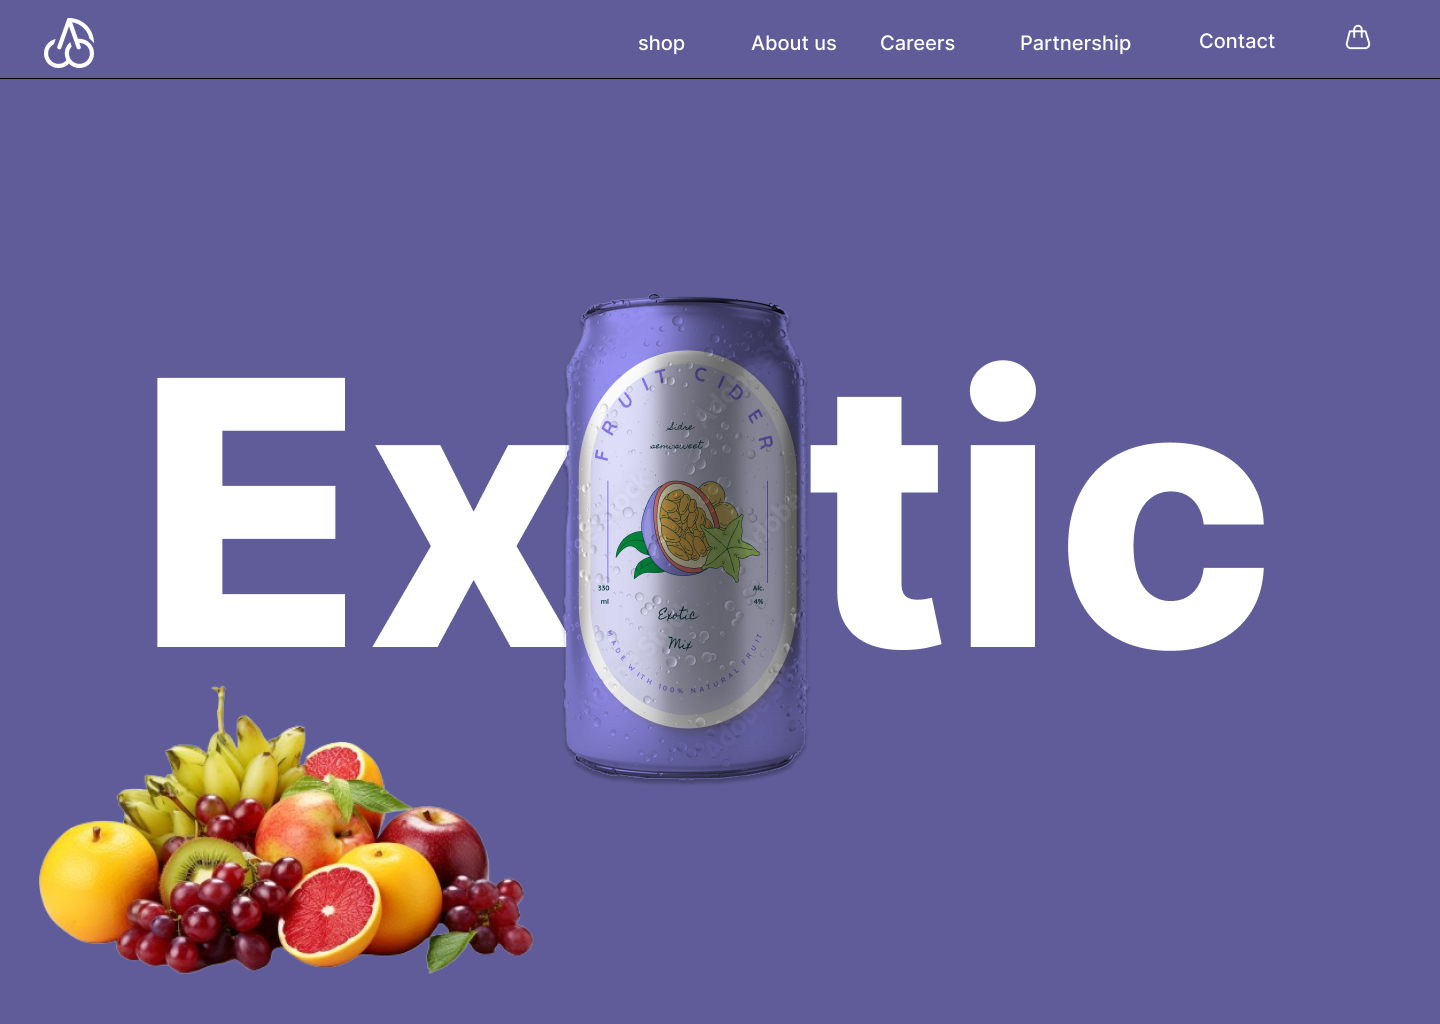 shop About us Careers Partnership Contact
Ex tic
FRUIT CIDER
Sidre
semisweet
330
ml
Alc.
4%
Exotic
Mix
MADE WITH 100% NATURAL FRUIT